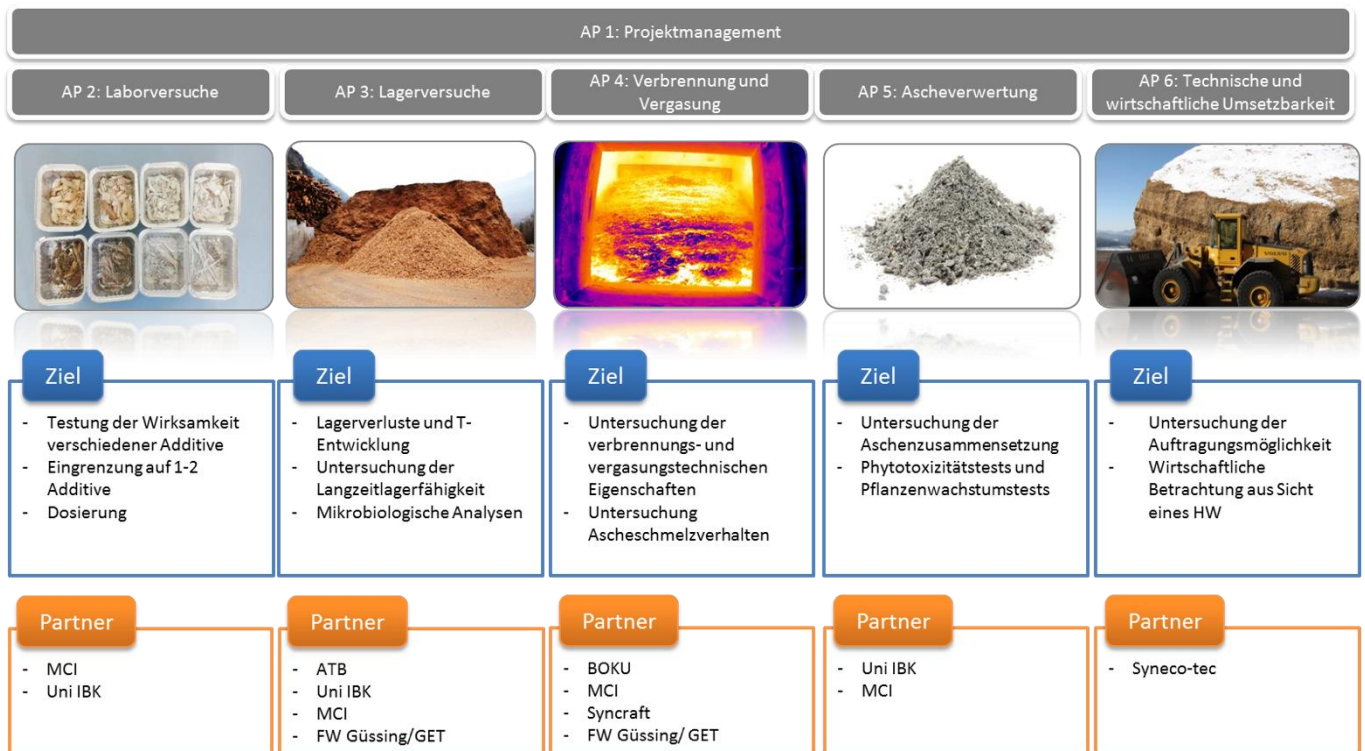 AP 1: Projektmanagement
AP 2: Laborversuche
AP 3: Lagerversuche
AP 4: Verbrennung und
Vergasung
AP 5: Ascheverwertung
AP 6: Technische und
wirtschaftliche Umsetzbarkeit
Ziel
- Testung der Wirksamkeit
verschiedener Additive
- Eingrenzung auf 1-2
Additive
- Dosierung
Ziel
- Lagerverluste und T-
Entwicklung
- Untersuchung der
Langzeitlagerfähigkeit
- Mikrobiologische Analysen
Ziel
- Untersuchung der
verbrennungs- und
vergasungstechnischen
Eigenschaften
- Untersuchung
Ascheschmelzverhalten
Ziel
- Untersuchung der
Aschenzusammensetzung
- Phytotoxizitätstests und
Pflanzenwachstumstests
Ziel
- Untersuchung der
Auftragungsmöglichkeit
- Wirtschaftliche
Betrachtung aus Sicht
eines HW
Partner
- MCI
- Uni IBK
Partner
- ATB
- Uni IBK
- MCI
- FW Güssing/GET
Partner
- BOKU
- MCI
- Syncraft
- FW Güssing/ GET
Partner
- Uni IBK
- MCI
Partner
- Syneco-tec